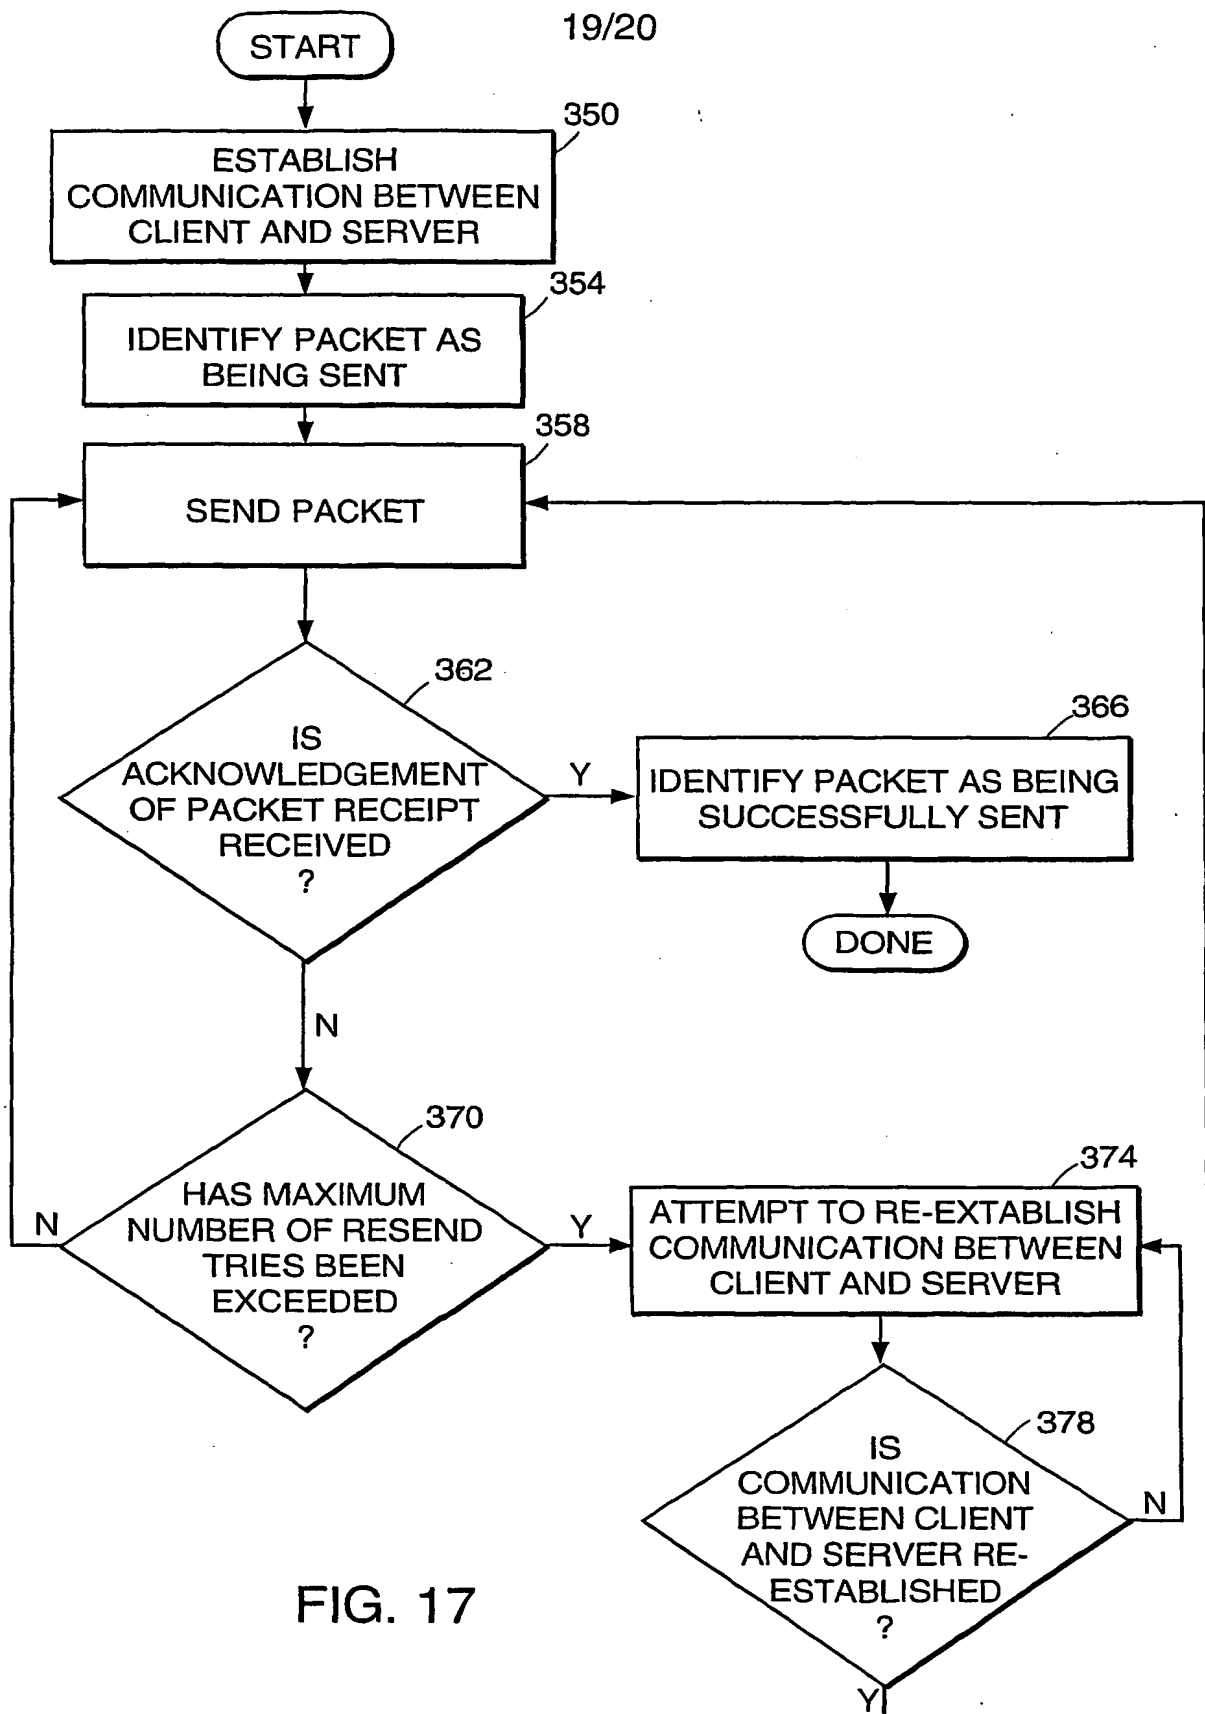 19/20
START
350
ESTABLISH
COMMUNICATION BETWEEN
CLIENT AND SERVER
354
IDENTIFY PACKET AS
BEING SENT
358
SEND PACKET
362
IS
ACKNOWLEDGEMENT
OF PACKET RECEIPT
RECEIVED
?
Y
366
IDENTIFY PACKET AS BEING
SUCCESSFULLY SENT
DONE
N
370
HAS MAXIMUM
NUMBER OF RESEND
TRIES BEEN
EXCEEDED
?
N
Y
374
ATTEMPT TO RE-EXTABLISH
COMMUNICATION BETWEEN
CLIENT AND SERVER
378
IS
COMMUNICATION
BETWEEN CLIENT
AND SERVER RE-
ESTABLISHED
?
N
Y
FIG. 17